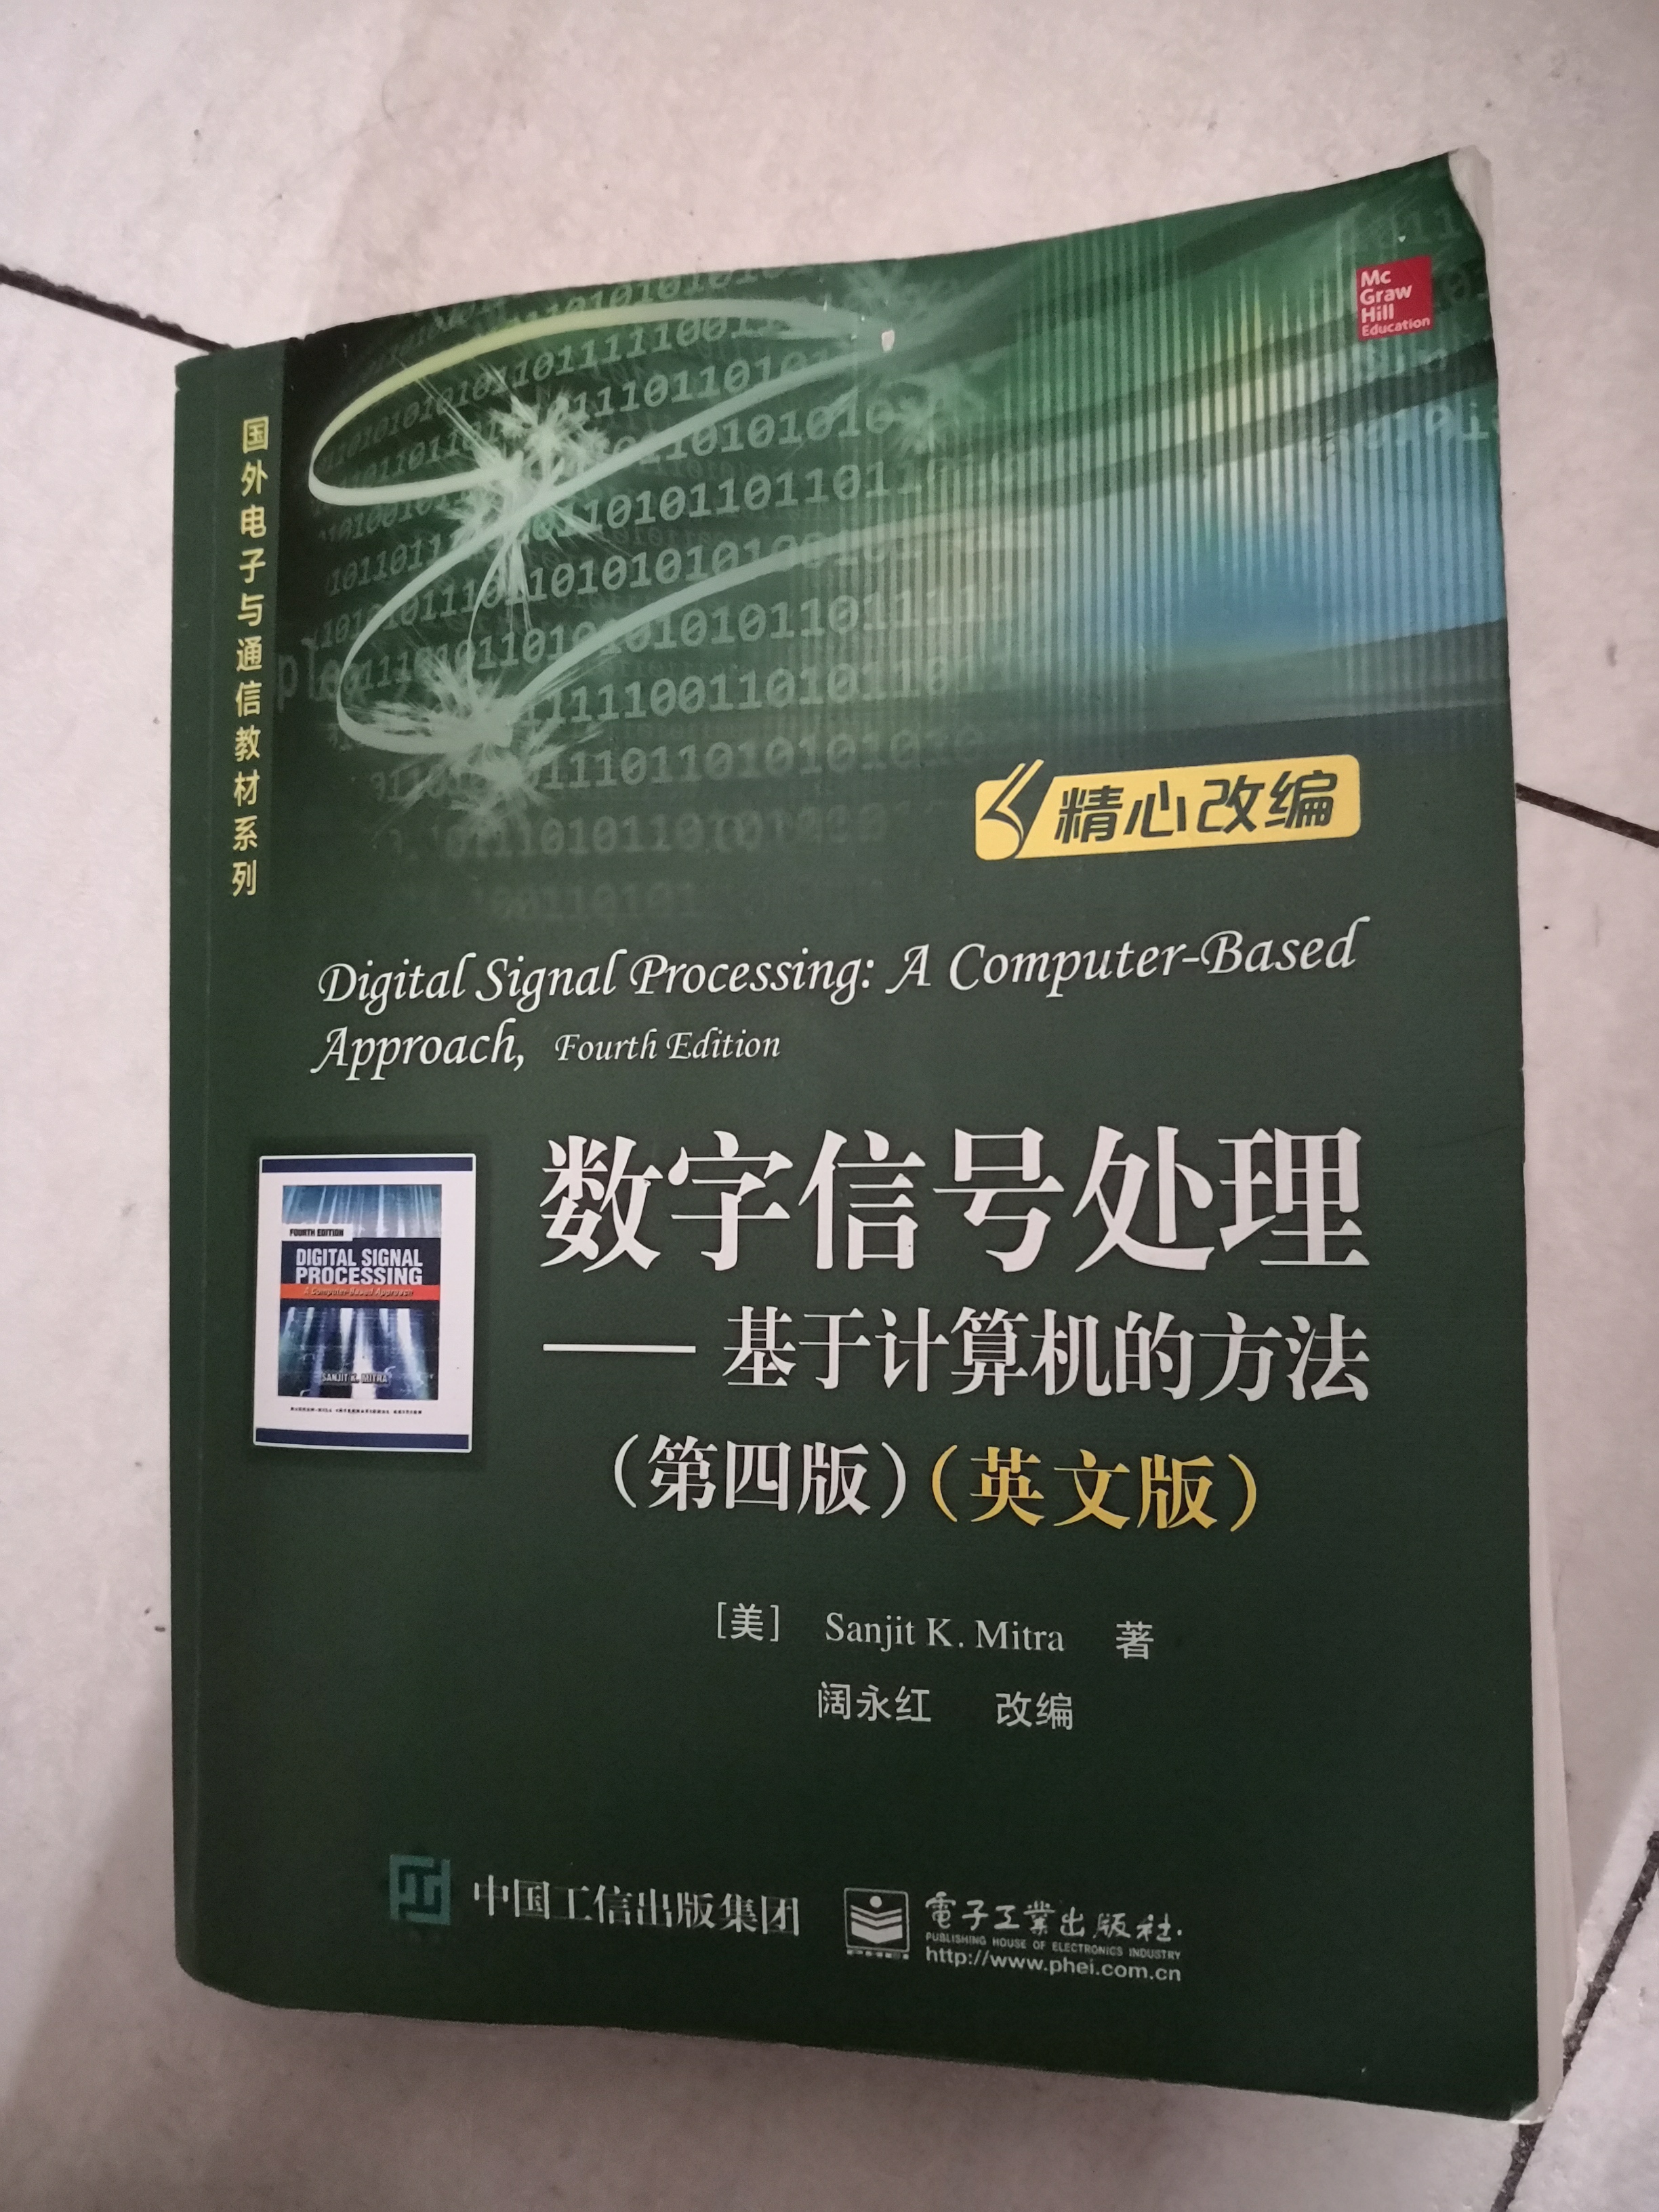 Mc
Graw
Hill
Education
国外电子与通信教材系列
精心改编
Digital Signal Processing: A Computer-Based
Approach, Fourth Edition
数字信号处理
——基于计算机的方法
（第四版）（英文版）
FOURTH EDITION
DIGITAL SIGNAL
PROCESSING
A Computer-Based Approach
SANJIT K. MITRA
［美］ Sanjit K. Mitra 著
阔永红 改编
中国工信出版集团
電子工業出版社.
PUBLISHING HOUSE OF ELECTRONICS INDUSTRY
http://www.phei.com.cn